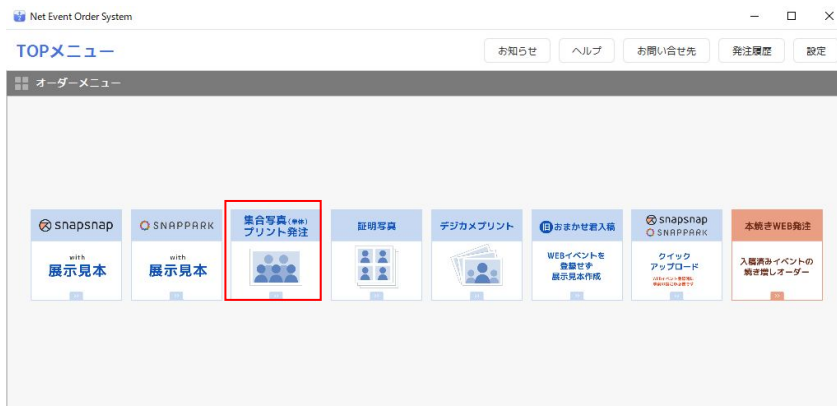 Net Event Order System
TOPメニュー
お知らせ
ヘルプ
お問い合せ先
発注履歴
設定
オーダーメニュー
snapsnap
with
展示見本
SNAPPARK
with
展示見本
集合写真(単体)
プリント発注
証明写真
デジカメプリント
旧おまかせ君入稿
WEBイベントを
登録せず
展示見本作成
snapsnap
SNAPPARK
クイック
アップロード
本続きWEB発注
入稿済みイベントの
焼き増しオーダー